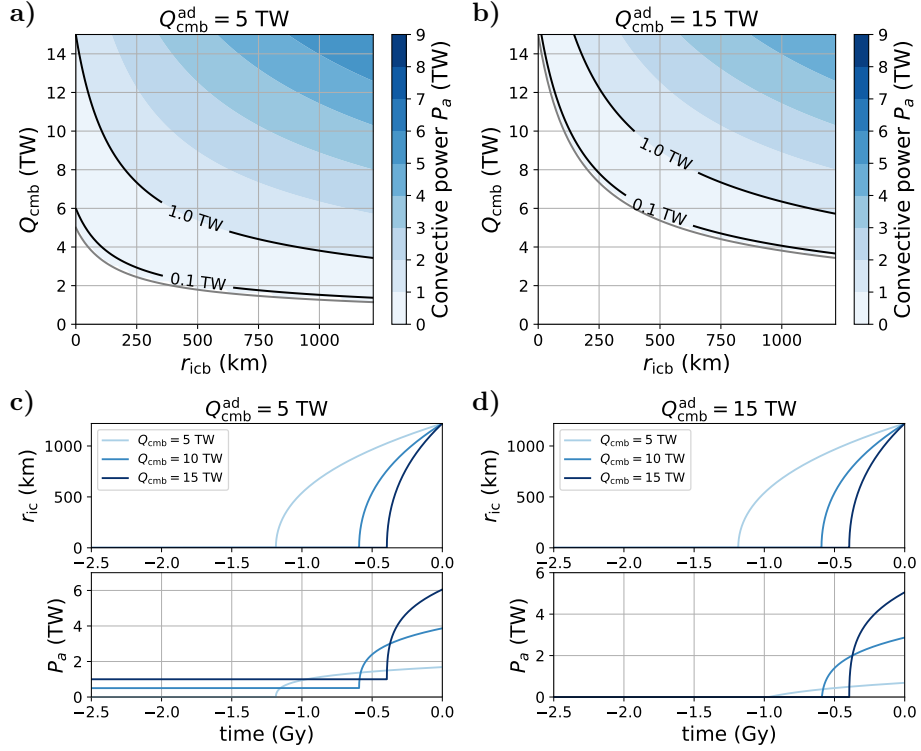 a)
Q_cmb^ad = 5 TW
14
12
10
8
6
4
2
0
Q_cmb (TW)
1.0 TW
0.1 TW
0
250
500
750
1000
r_icb (km)
9
8
7
6
5
4
3
2
1
0
Convective power P_a (TW)
b)
Q_cmb^ad = 15 TW
14
12
10
8
6
4
2
0
Q_cmb (TW)
1.0 TW
0.1 TW
0
250
500
750
1000
r_icb (km)
9
8
7
6
5
4
3
2
1
0
Convective power P_a (TW)
c)
Q_cmb^ad = 5 TW
1000
500
0
r_ic (km)
Q_cmb = 5 TW
Q_cmb = 10 TW
Q_cmb = 15 TW
−2.5
−2.0
−1.5
−1.0
−0.5
0.0
6
4
2
0
P_a (TW)
−2.5
−2.0
−1.5
−1.0
−0.5
0.0
time (Gy)
d)
Q_cmb^ad = 15 TW
1000
500
0
r_ic (km)
Q_cmb = 5 TW
Q_cmb = 10 TW
Q_cmb = 15 TW
−2.5
−2.0
−1.5
−1.0
−0.5
0.0
6
4
2
0
P_a (TW)
−2.5
−2.0
−1.5
−1.0
−0.5
0.0
time (Gy)